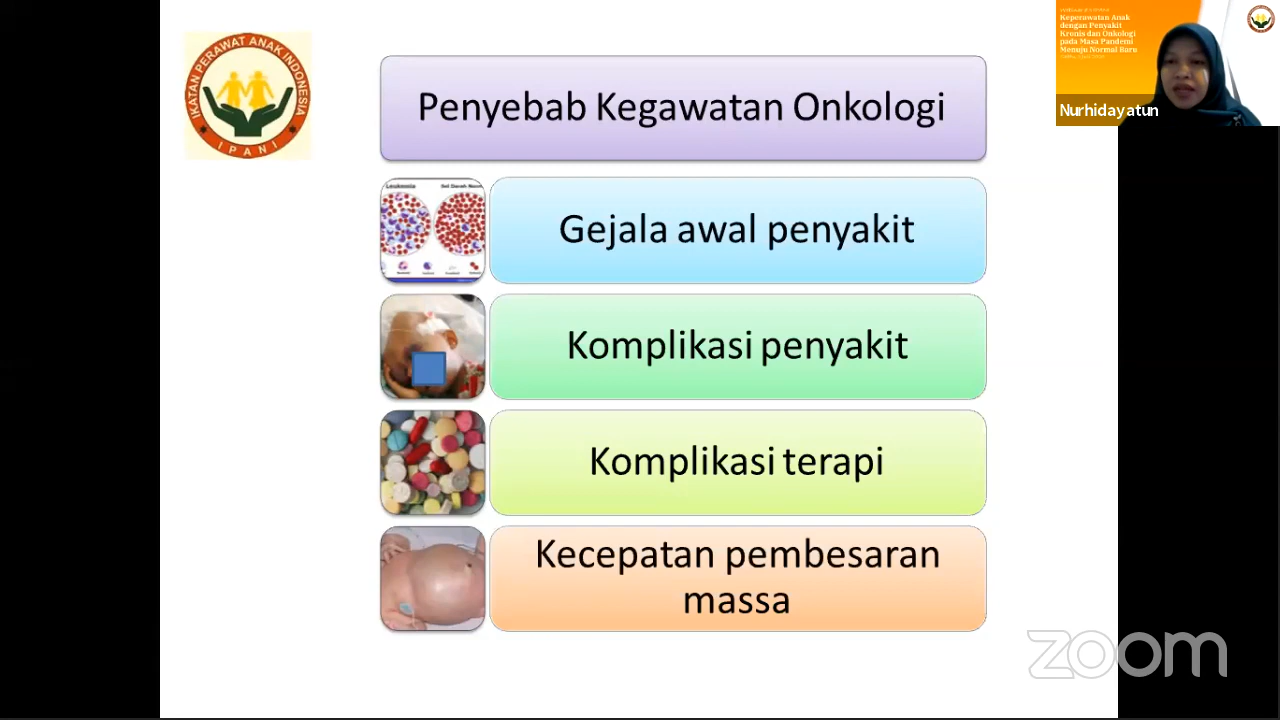 IKATAN PERAWAT ANAK INDONESIA
IPANI
Penyebab Kegawatan Onkologi
Leukemia
Gejala awal penyakit
Komplikasi penyakit
Komplikasi terapi
Kecepatan pembesaran
massa
Keperawatan Anak
dengan Penyakit
Kronis dan Onkologi
pada Masa Pandemi
Menuju Normal Baru
Nurhidayatun
zoom